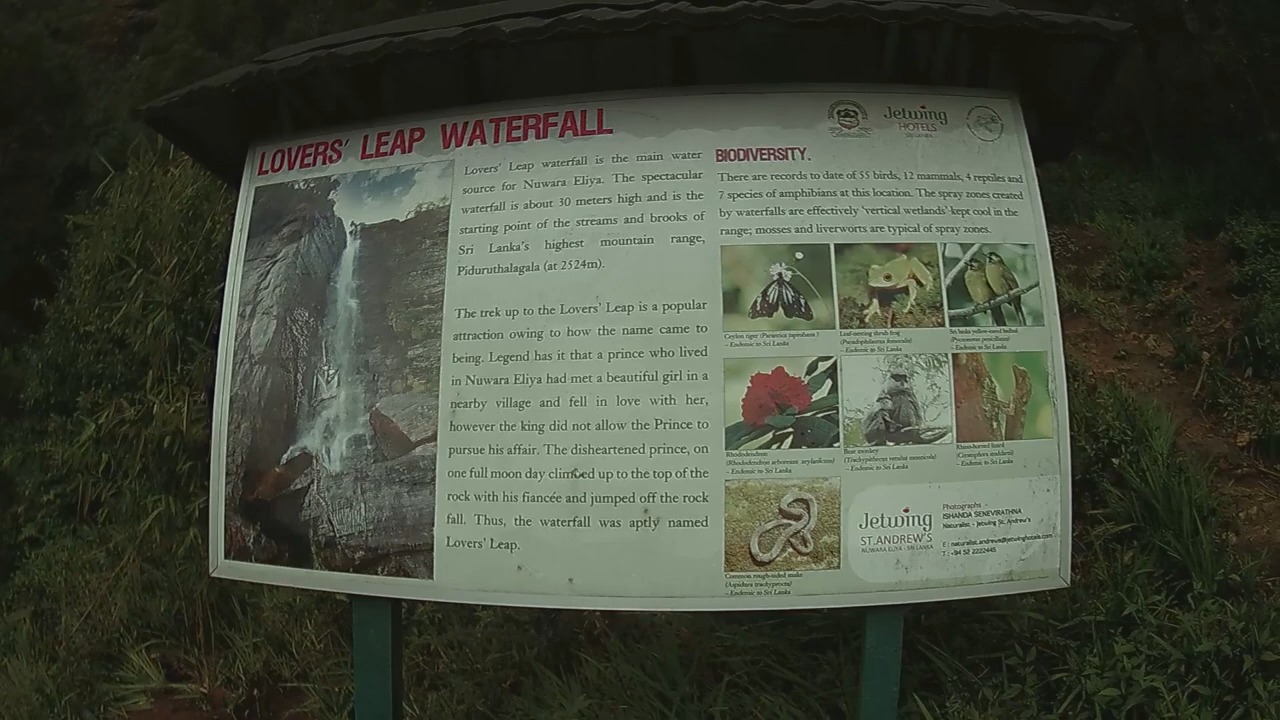 LOVERS' LEAP WATERFALL
Lovers' Leap waterfall is the main water
source for Nuwara Eliya. The spectacular
waterfall is about 30 meters high and is the
starting point of the streams and brooks of
Sri Lanka's highest mountain range,
Piduruthalagala (at 2524m).
The trek up to the Lovers' Leap is a popular
attraction owing to how the name came to
being. Legend has it that a prince who lived
in Nuwara Eliya had met a beautiful girl in a
nearby village and fell in love with her,
however the king did not allow the Prince to
pursue his affair. The disheartened prince, on
one full moon day climbed up to the top of the
rock with his fiancée and jumped off the rock
fall. Thus, the waterfall was aptly named
Lovers' Leap.
Jetwing
HOTELS
SRI LANKA
BIODIVERSITY.
There are records to date of 55 birds, 12 mammals, 4 reptiles and
7 species of amphibians at this location. The spray zones created
by waterfalls are effectively 'vertical wetlands' kept cool in the
range; mosses and liverworts are typical of spray zones.
Ceylon tiger
- Endemic to Sri Lanka
Leaf-nesting shrub frog
(Pseudophilautus femoralis)
- Endemic to Sri Lanka
Sri lanka yellow-eared bulbul
(Pycnonotus penicillatus)
- Endemic to Sri Lanka
Rhododendron
(Rhododendron arboreum zeylanicum)
- Endemic to Sri Lanka
Bear monkey
(Trachypithecus vetulus monticola)
- Endemic to Sri Lanka
Rhino-horned lizard
(Ceratophora stoddartii)
- Endemic to Sri Lanka
Common rough-sided snake
(Aspidura trachyprocta)
- Endemic to Sri Lanka
Jetwing
ST.ANDREW'S
NUWARA ELIYA - SRI LANKA
Photographs -
ISHANDA SENEVIRATHNA
Naturalist - Jetwing St. Andrew's
E : naturalist.andrews@jetwinghotels.com
T : +94 52 2222445